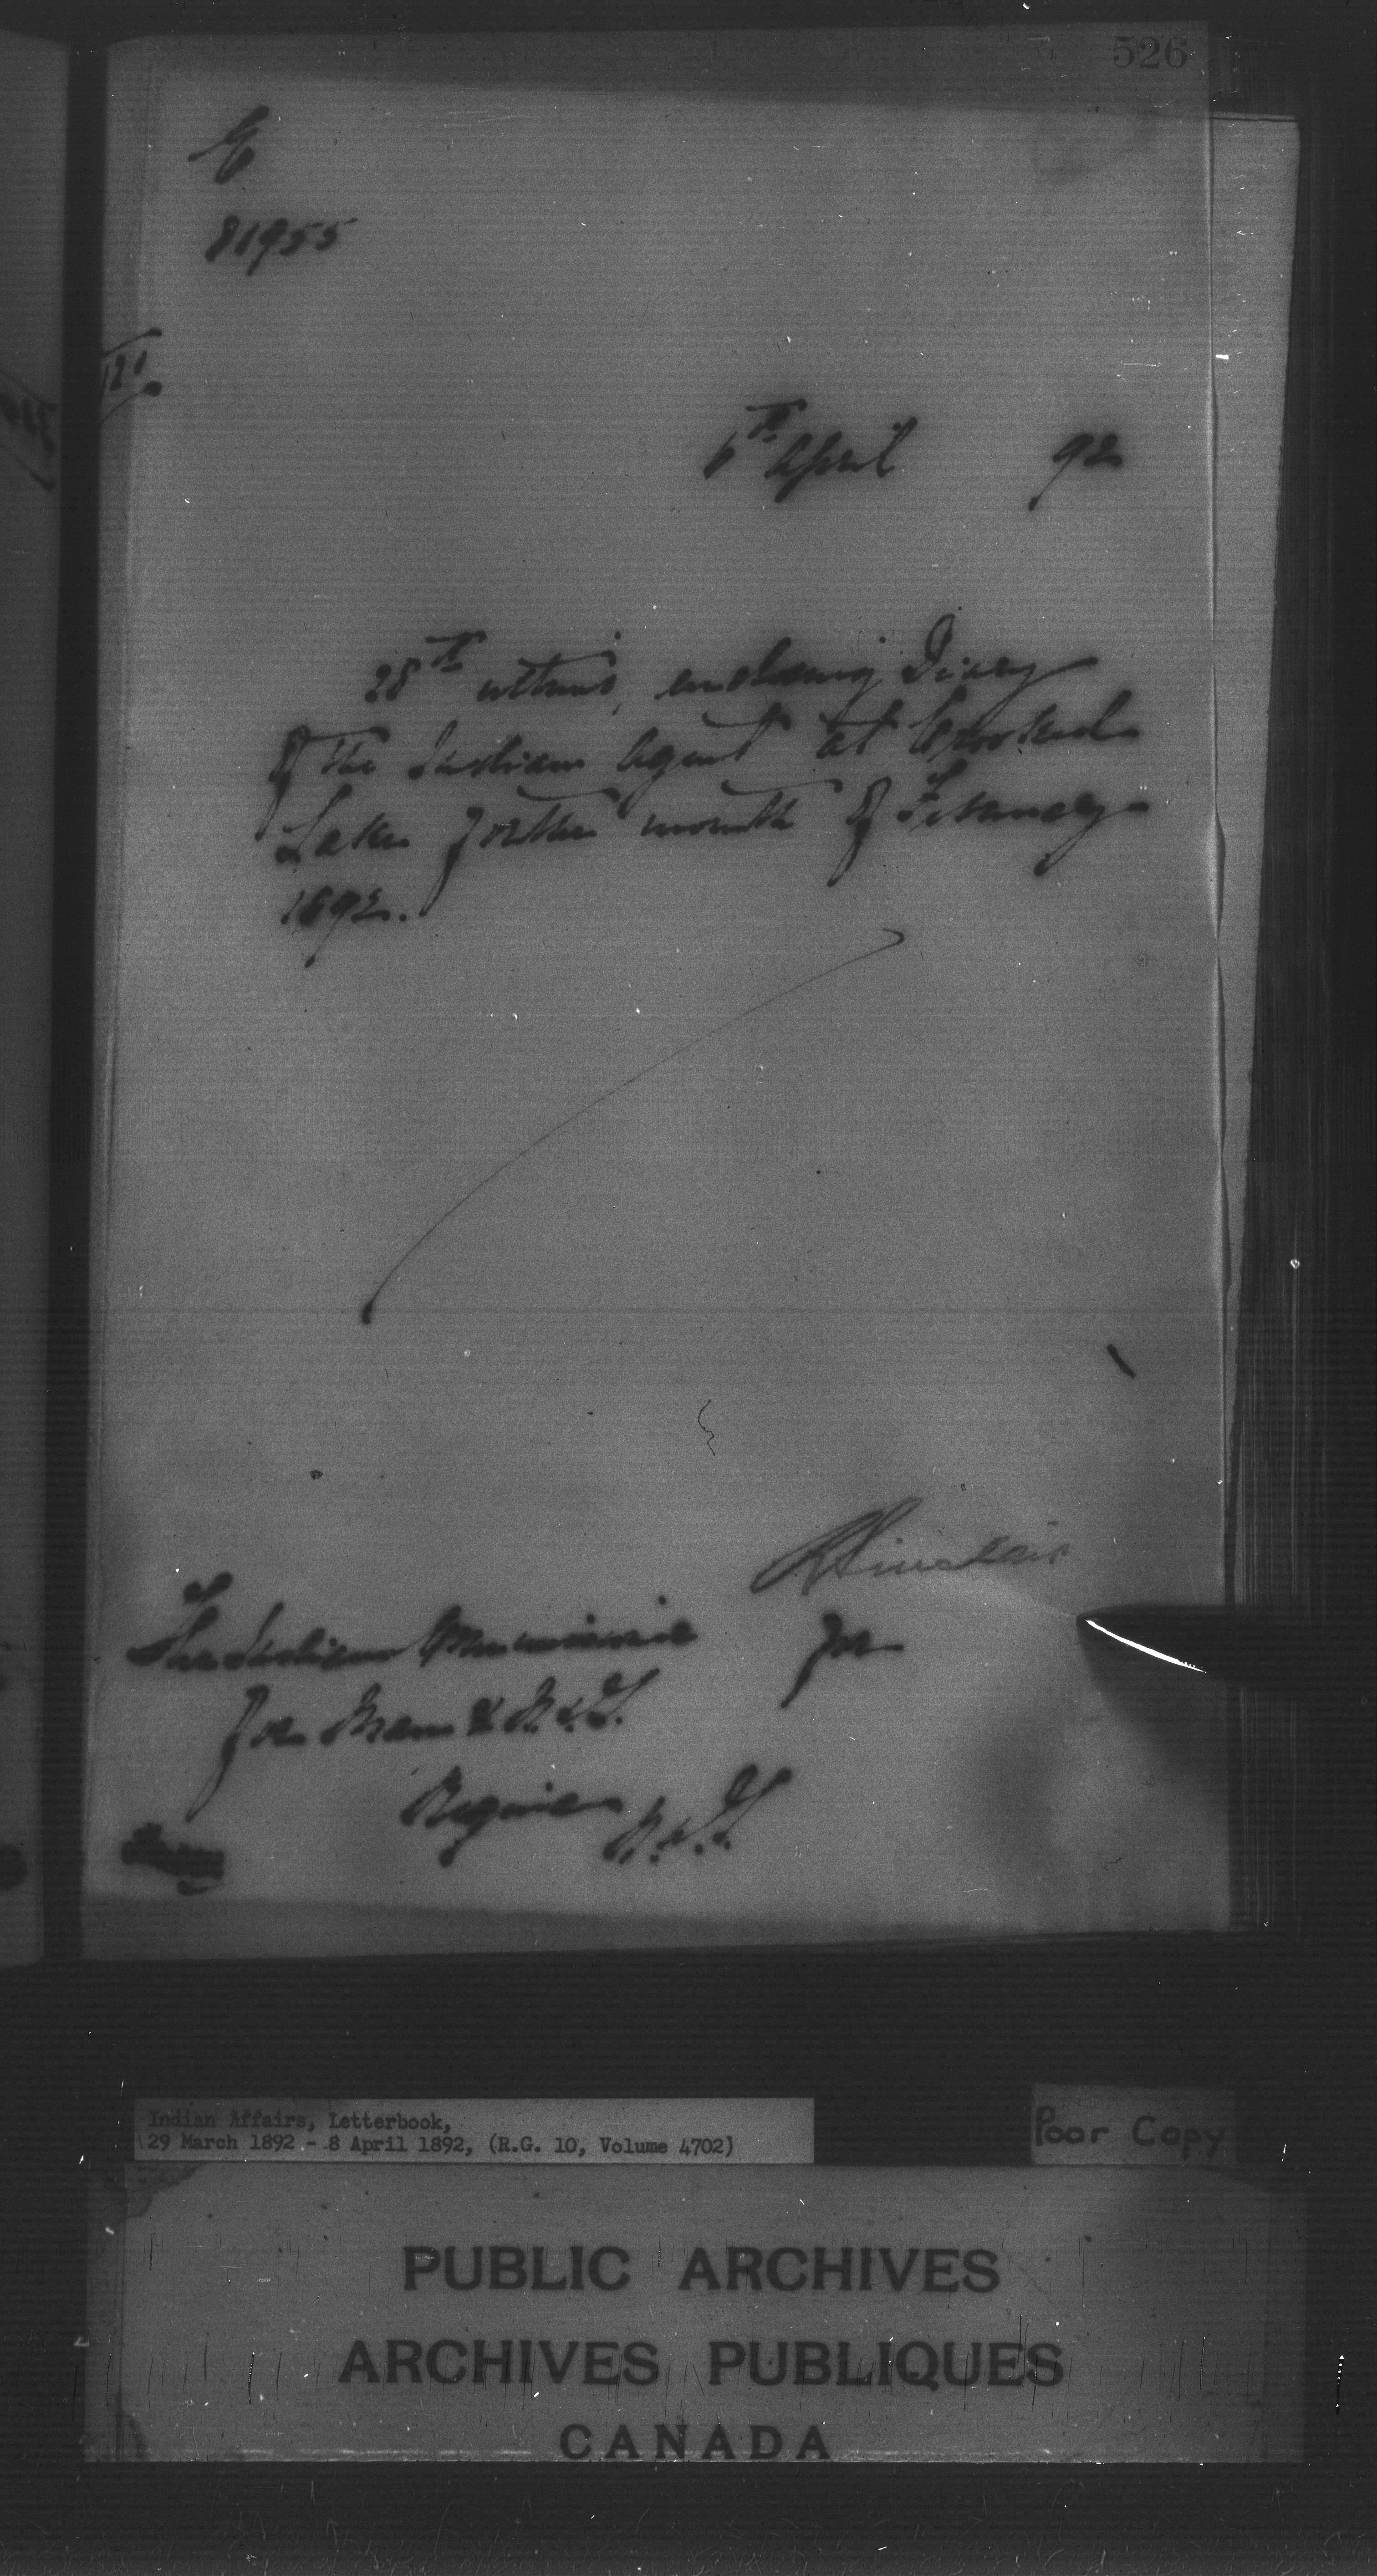 526
E
81955
121
6th April 92
28th ultimo, enclosing Diary
of the Indian Agent at Crooked
Lake for the month of February
1892.
R Sinclair
The Indian Commissioner for
for Man & N.W.T.
Regina N.W.T.
Indian Affairs, Letterbook,
29 March 1892 - 8 April 1892, (R.G. 10, Volume 4702)
Poor Copy
PUBLIC ARCHIVES
ARCHIVES PUBLIQUES
CANADA